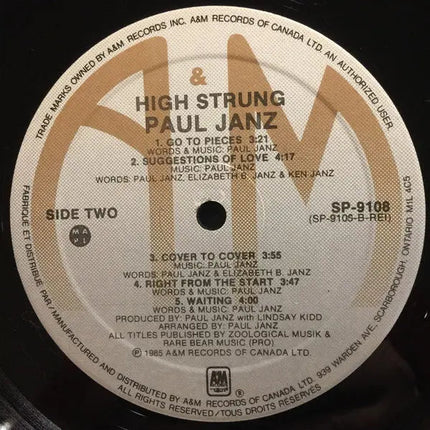 TRADE MARKS OWNED BY A&M RECORDS INC. A&M RECORDS OF CANADA LTD. AN AUTHORIZED USER
&
HIGH STRUNG
PAUL JANZ
1. GO TO PIECES 3:21
WORDS & MUSIC: PAUL JANZ
2. SUGGESTIONS OF LOVE 4:17
MUSIC: PAUL JANZ
WORDS: PAUL JANZ, ELIZABETH B. JANZ & KEN JANZ
SIDE TWO
SP-9108
(SP-9105-B-REI)
MAPL
3. COVER TO COVER 3:55
MUSIC: PAUL JANZ
WORDS: PAUL JANZ & ELIZABETH B. JANZ
4. RIGHT FROM THE START 3:47
WORDS & MUSIC: PAUL JANZ
5. WAITING 4:00
WORDS & MUSIC: PAUL JANZ
PRODUCED BY: PAUL JANZ with LINDSAY KIDD
ARRANGED BY: PAUL JANZ
ALL TITLES PUBLISHED BY ZOOLOGICAL MUSIK &
RARE BEAR MUSIC (PRO)
Ⓟ 1985 A&M RECORDS OF CANADA LTD.
A&M
RECORDS
®
FABRIQUE ET DISTRIBUÉ PAR/MANUFACTURED AND DISTRIBUTED BY A&M RECORDS OF CANADA LTD. 939 WARDEN AVE. SCARBOROUGH, ONTARIO M1L 4C5
ALL RIGHTS RESERVED/TOUS DROITS RESERVÉS